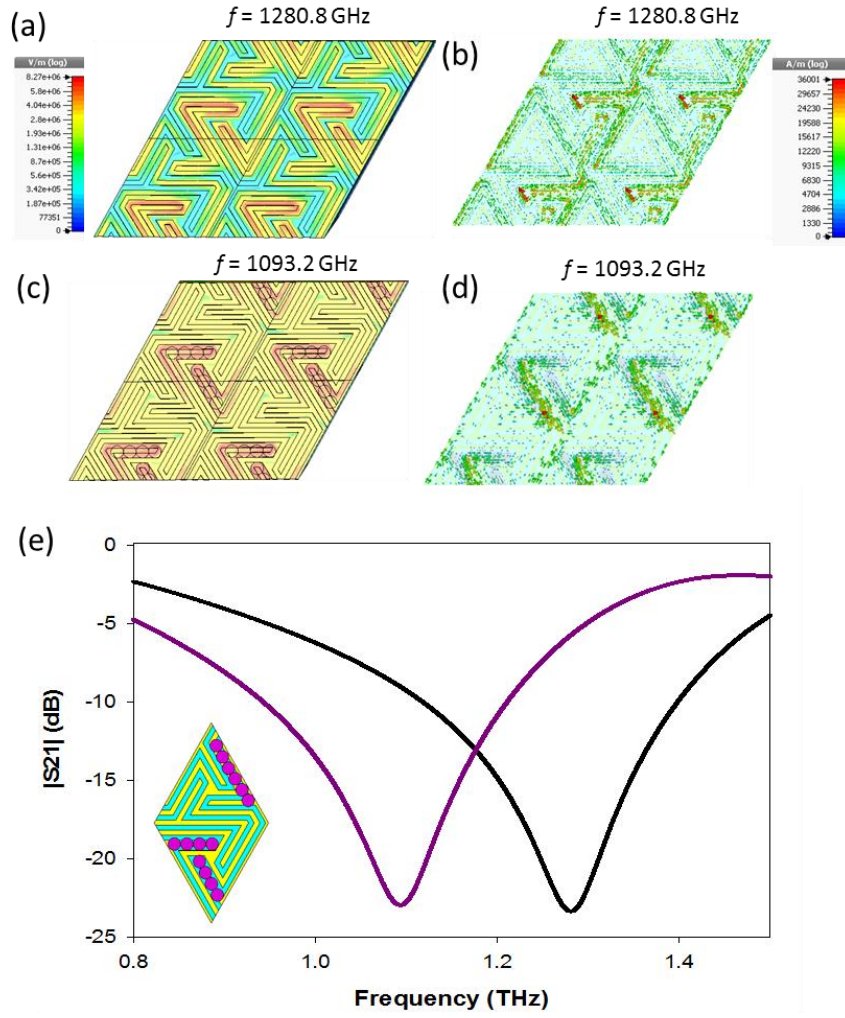 (a)
f = 1280.8 GHz
V/m (log)
8.27e+06
5.8e+06
4.04e+06
2.81e+06
1.93e+06
1.29e+06
8.7e+05
5.6e+05
3.42e+05
1.87e+05
77351
0
(b)
f = 1280.8 GHz
A/m (log)
36001
29657
24230
19588
15617
12220
9315
6830
4704
2886
1330
0
(c)
f = 1093.2 GHz
(d)
f = 1093.2 GHz
(e)
0
-5
-10
-15
-20
-25
|S21| (dB)
0.8
1.0
1.2
1.4
Frequency (THz)